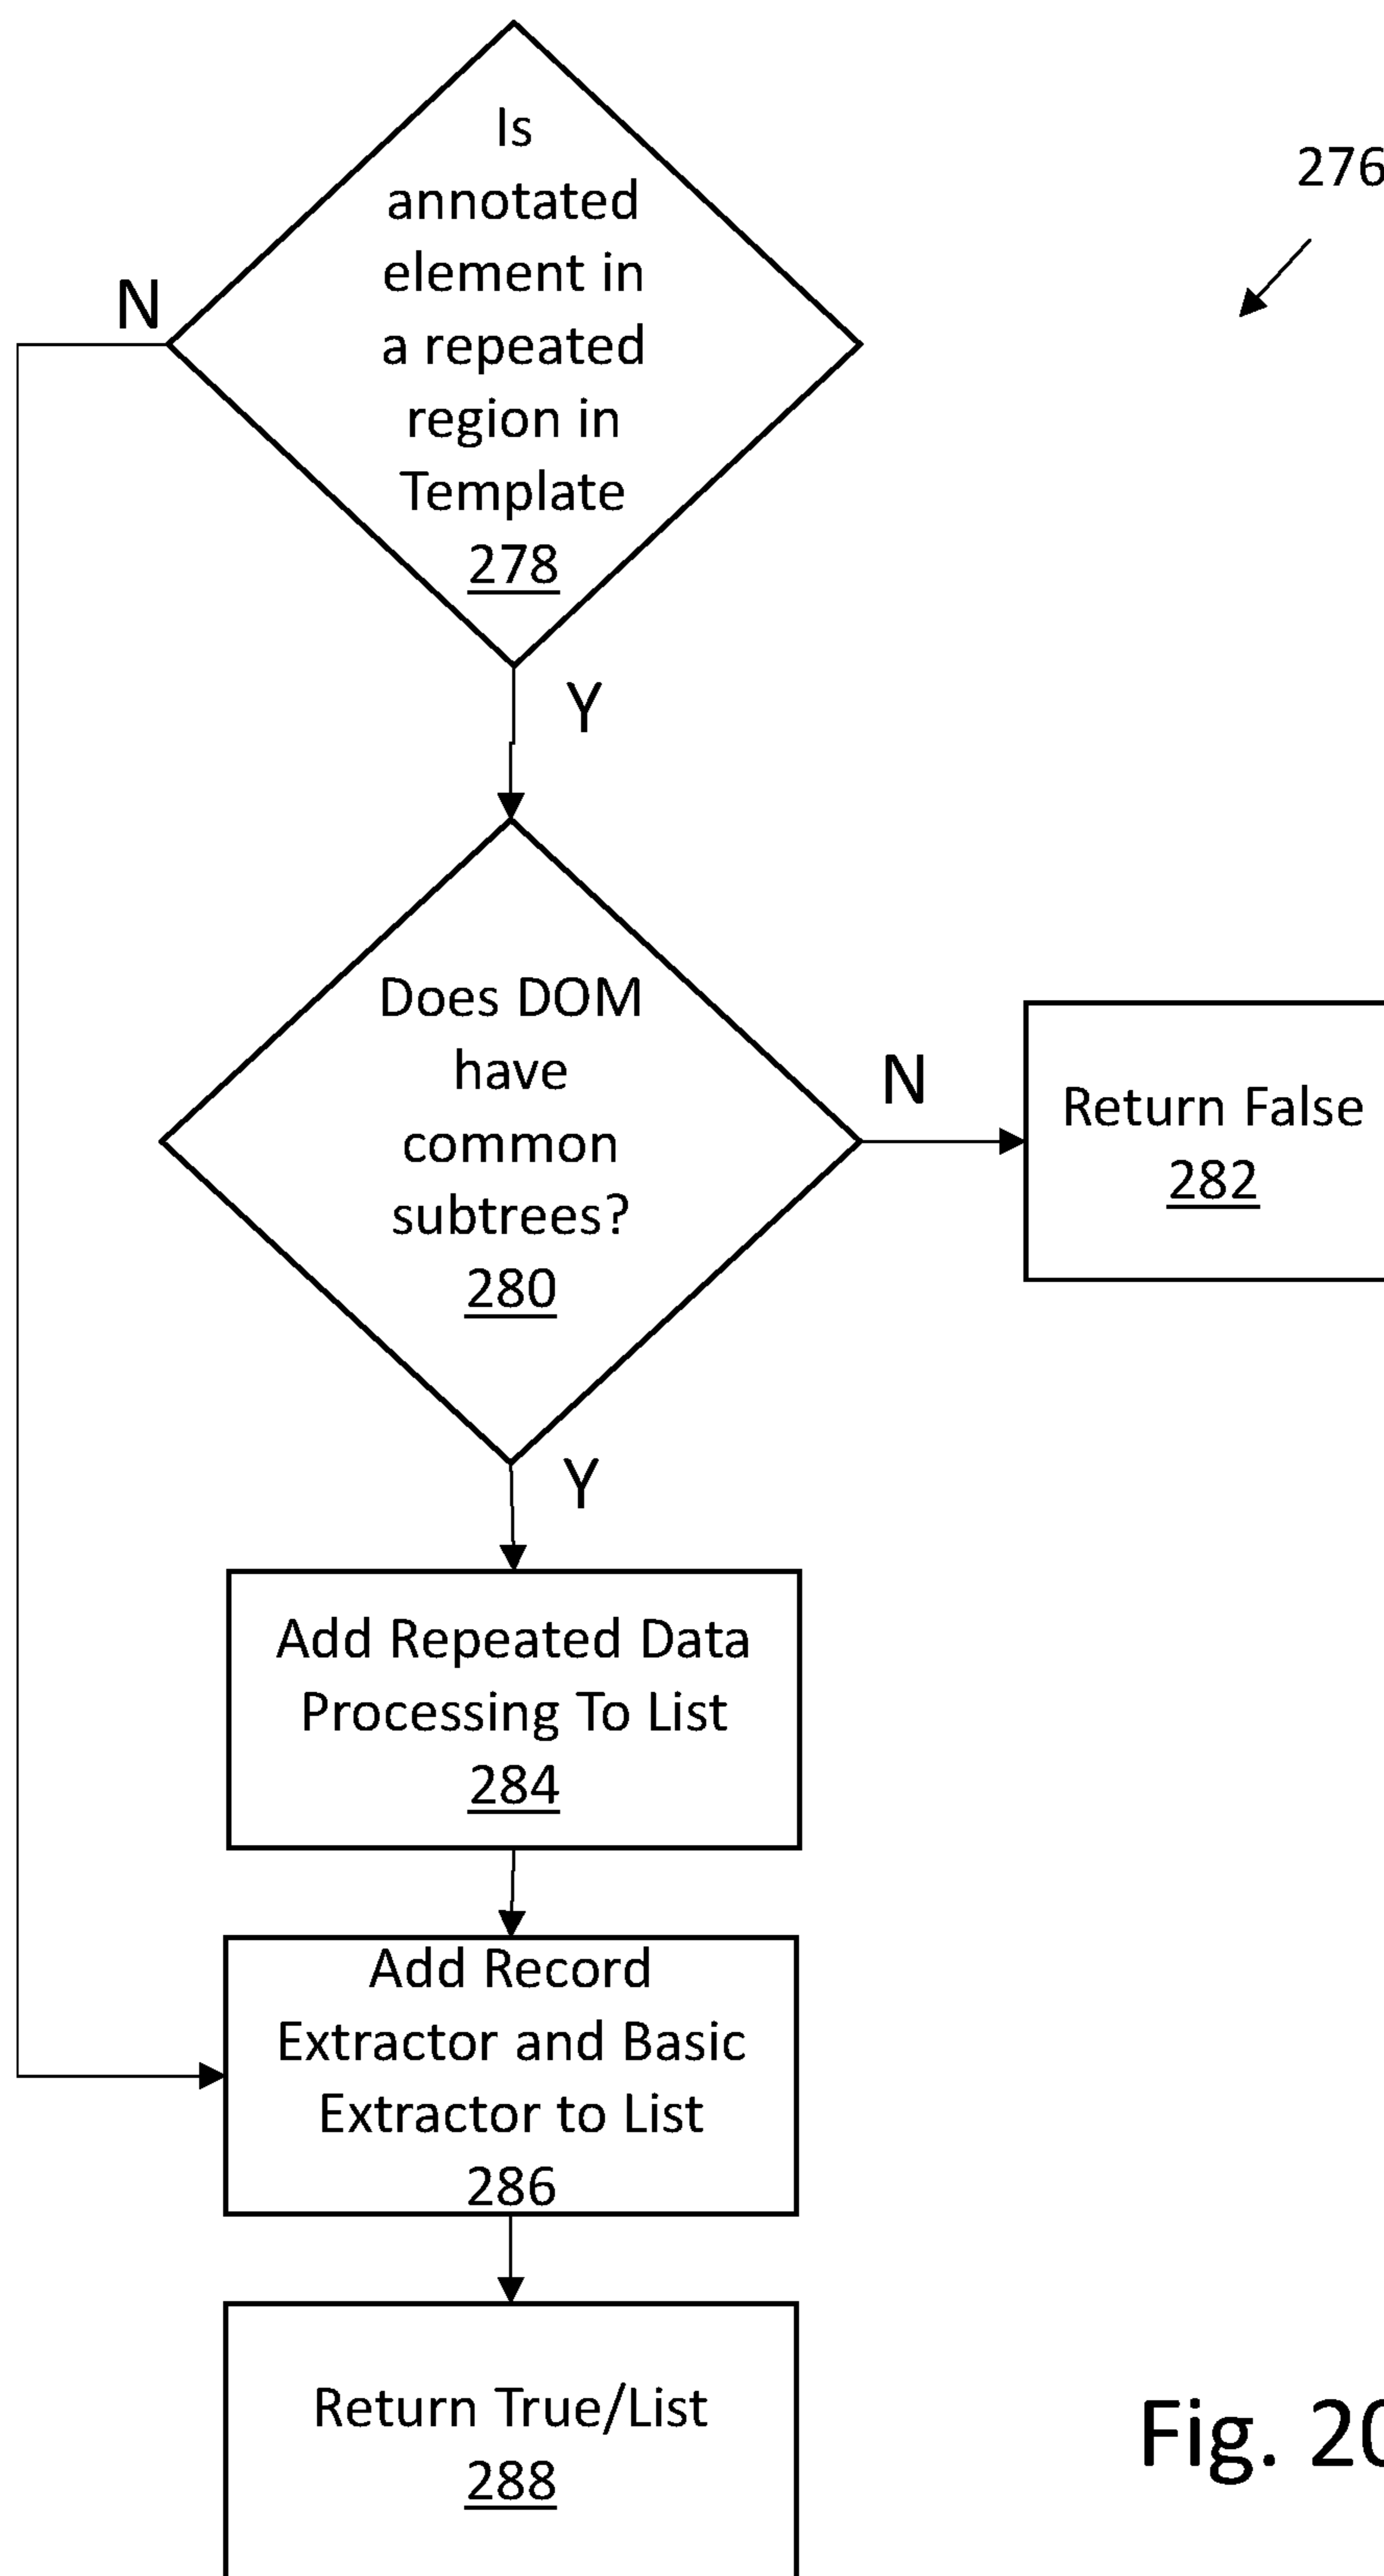 Is
annotated
element in
a repeated
region in
Template
278
276
N
Y
Does DOM
have
common
subtrees?
280
N
Return False
282
Y
Add Repeated Data
Processing To List
284
Add Record
Extractor and Basic
Extractor to List
286
Return True/List
288
Fig. 20